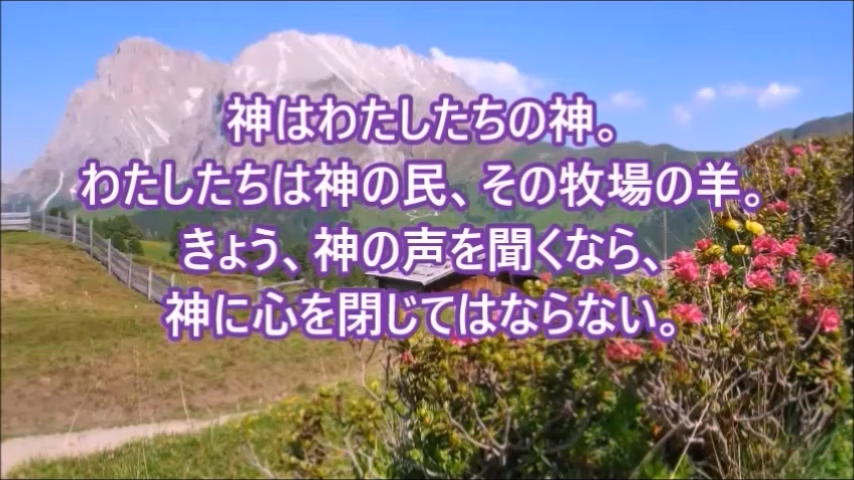 神はわたしたちの神。
わたしたちは神の民、その牧場の羊。
きょう、神の声を聞くなら、
神に心を閉じてはならない。